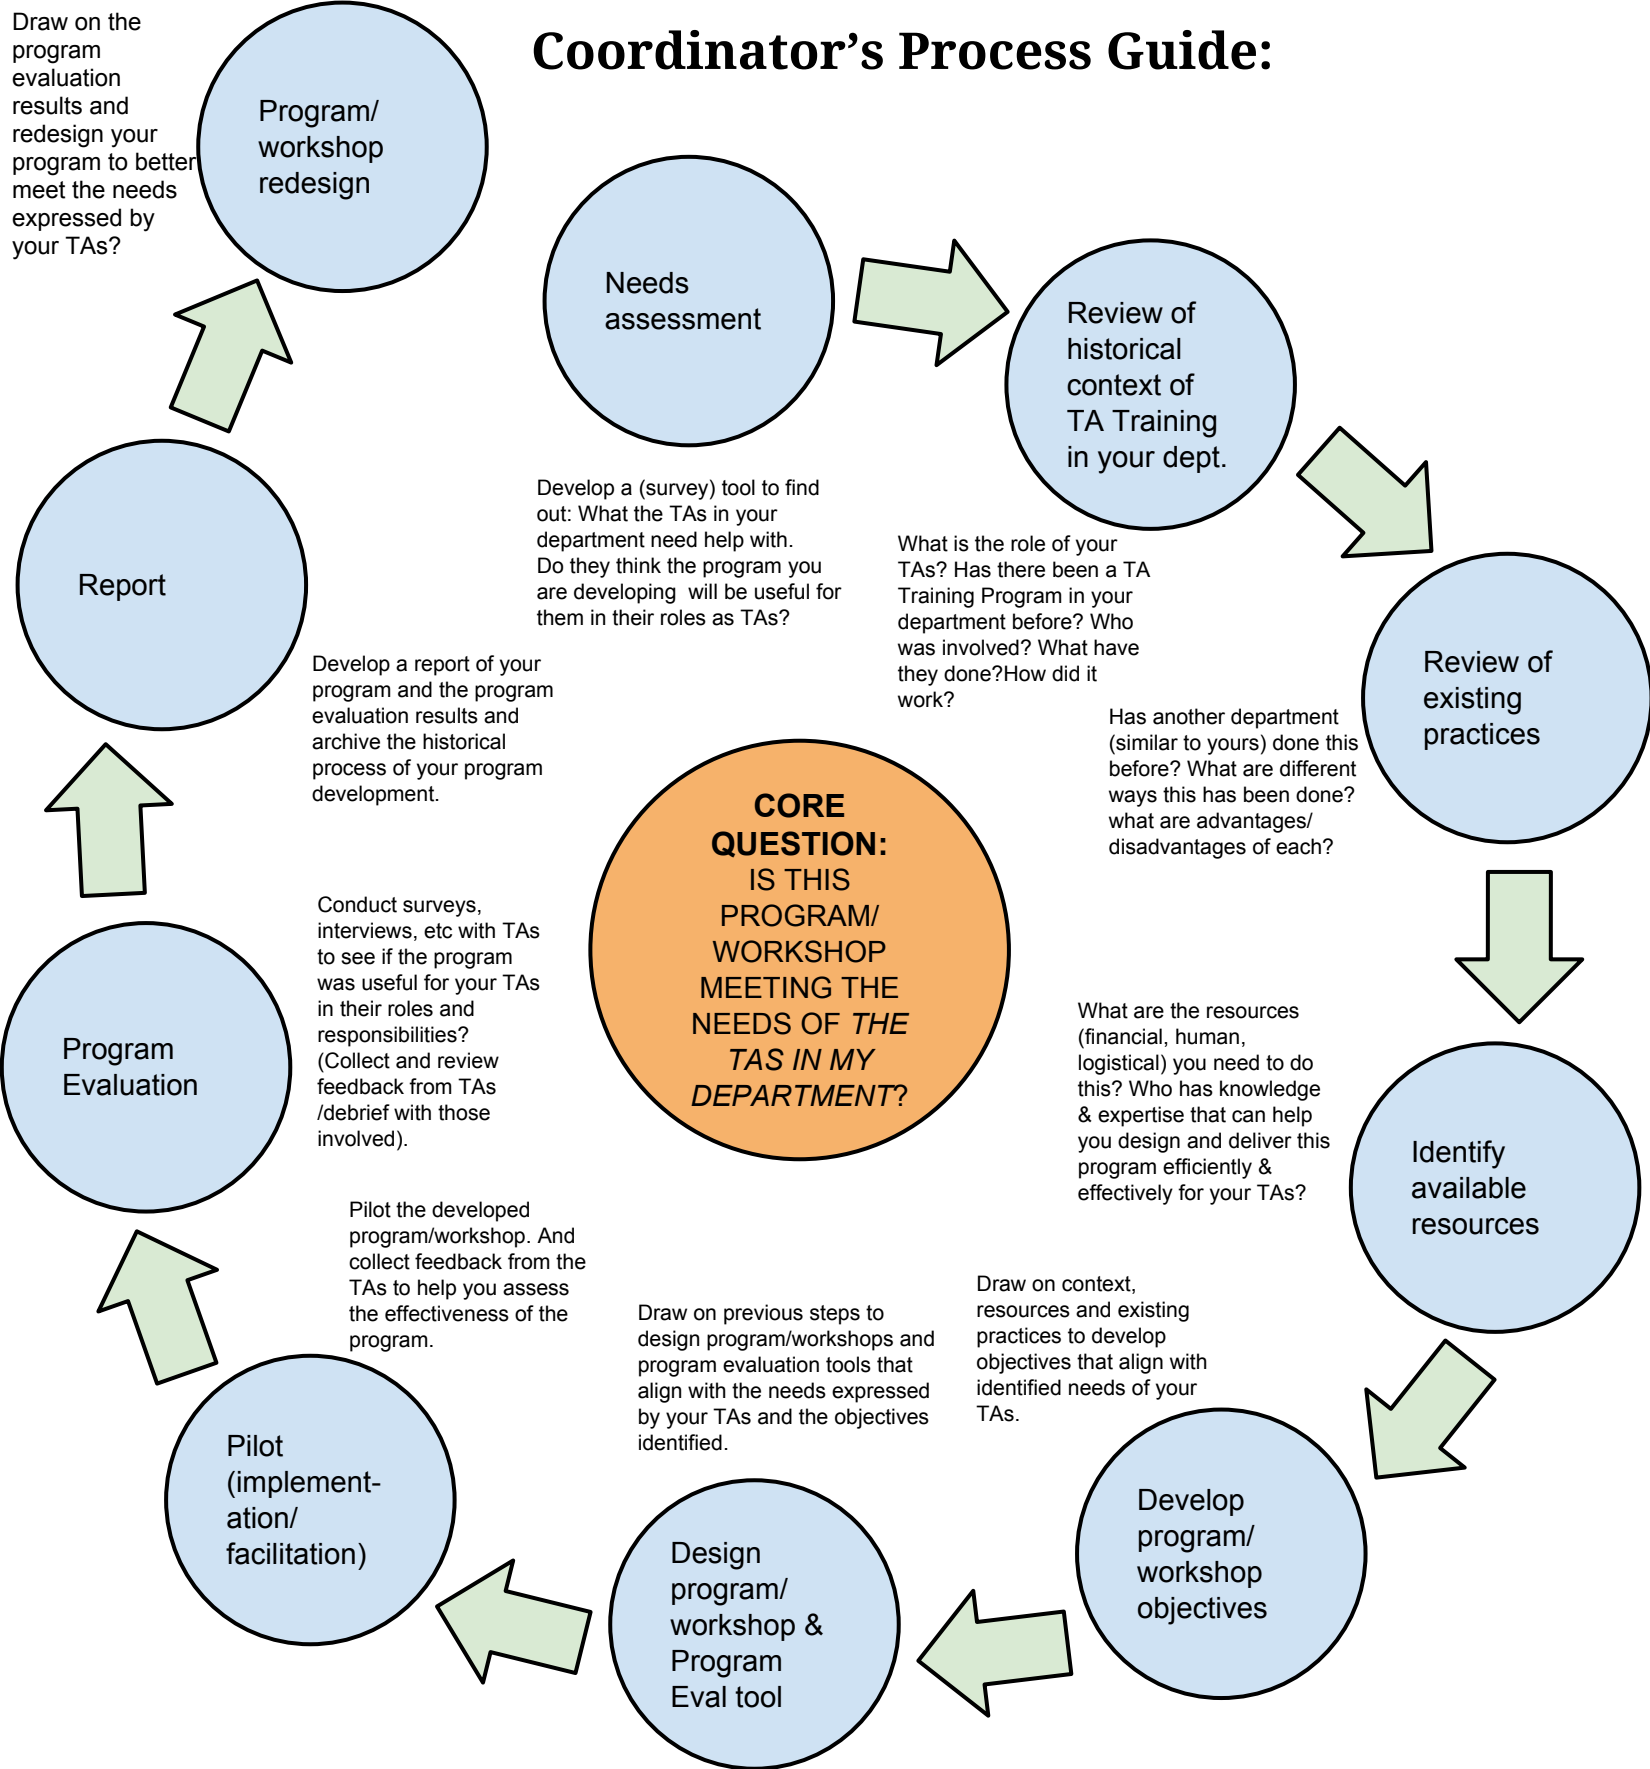 Coordinator’s Process Guide:
Needs
assessment
Develop a (survey) tool to find
out: What the TAs in your
department need help with.
Do they think the program you
are developing  will be useful for
them in their roles as TAs?
Review of
historical
context of
TA Training
in your dept.
What is the role of your
TAs? Has there been a TA
Training Program in your
department before? Who
was involved? What have
they done?How did it
work?
Review of
existing
practices
Has another department
(similar to yours) done this
before? What are different
ways this has been done?
what are advantages/
disadvantages of each?
Identify
available
resources
What are the resources
(financial, human,
logistical) you need to do
this? Who has knowledge
& expertise that can help
you design and deliver this
program efficiently &
effectively for your TAs?
Develop
program/
workshop
objectives
Draw on context,
resources and existing
practices to develop
objectives that align with
identified needs of your
TAs.
Design
program/
workshop &
Program
Eval tool
Draw on previous steps to
design program/workshops and
program evaluation tools that
align with the needs expressed
by your TAs and the objectives
identified.
Pilot
(implement-
ation/
facilitation)
Pilot the developed
program/workshop. And
collect feedback from the
TAs to help you assess
the effectiveness of the
program.
Program
Evaluation
Conduct surveys,
interviews, etc with TAs
to see if the program
was useful for your TAs
in their roles and
responsibilities?
(Collect and review
feedback from TAs
/debrief with those
involved).
Report
Develop a report of your
program and the program
evaluation results and
archive the historical
process of your program
development.
Program/
workshop
redesign
Draw on the
program
evaluation
results and
redesign your
program to better
meet the needs
expressed by
your TAs?
CORE
QUESTION:
IS THIS
PROGRAM/
WORKSHOP
MEETING THE
NEEDS OF THE
TAS IN MY
DEPARTMENT?